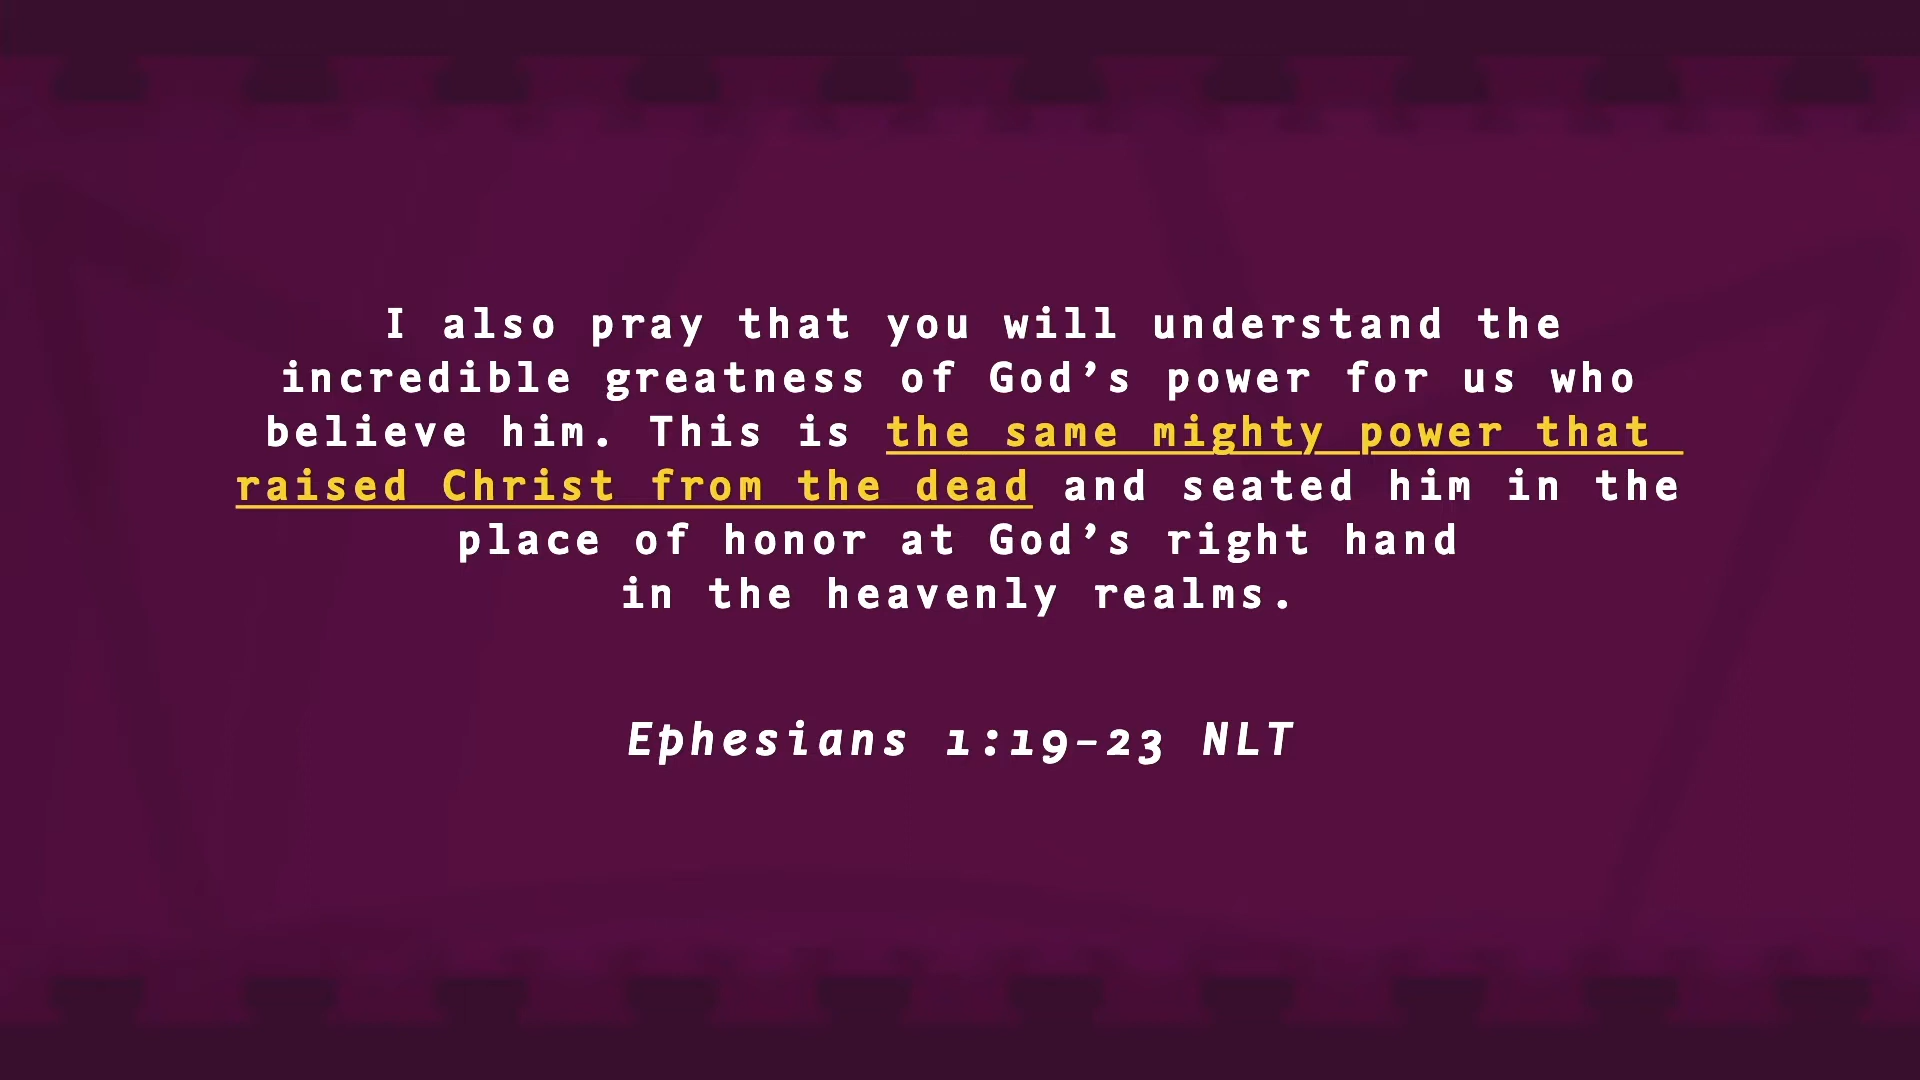 I also pray that you will understand the
incredible greatness of God’s power for us who
believe him. This is the same mighty power that
raised Christ from the dead and seated him in the
place of honor at God’s right hand
in the heavenly realms.
Ephesians 1:19-23 NLT